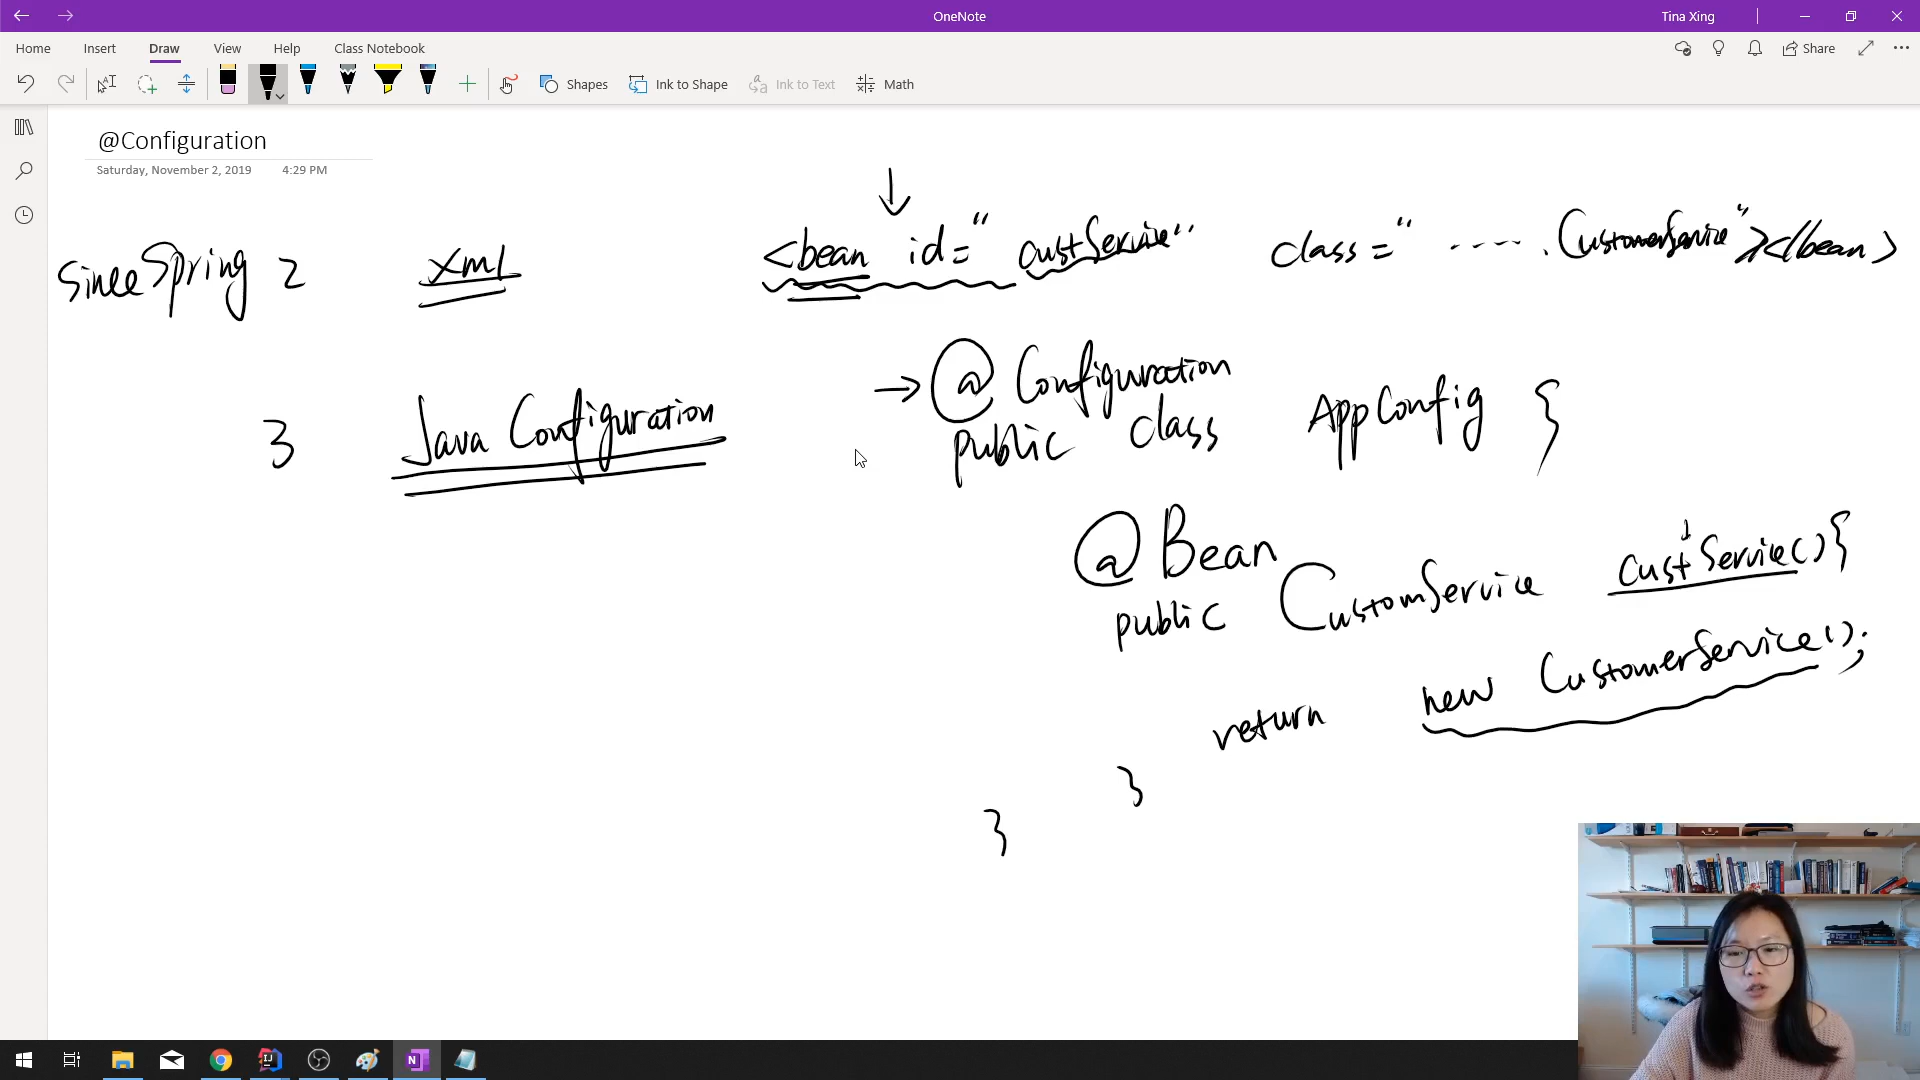 OneNote
Tina Xing
Home Insert Draw View Help Class Notebook
Share
Shapes Ink to Shape Ink to Text Math
@Configuration
Saturday, November 2, 2019 4:29 PM
Since Spring 2 xml <bean id="custService" class="......CustomerService"></bean>
3 Java Configuration
→ @Configuration
public class AppConfig {
@Bean
public CustomService custService(){
return new CustomerService();
}
}